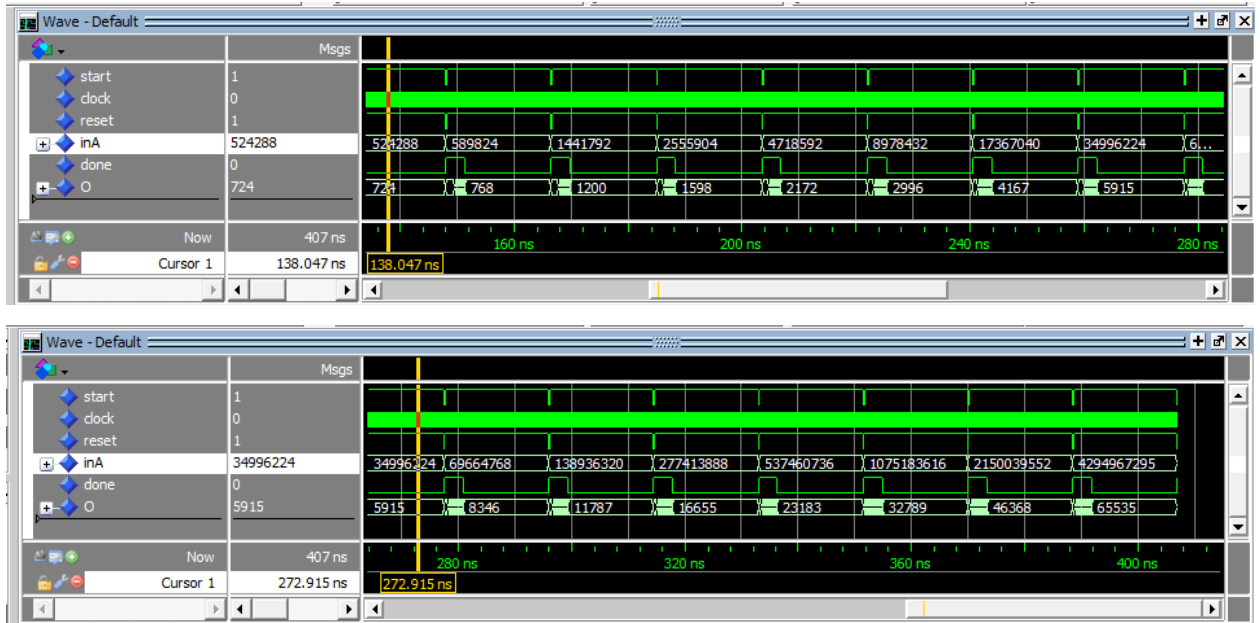 Wave - Default
Msgs
start 1
clock 0
reset 1
inA 524288 524288 589824 1441792 2555904 4718592 8978432 17367040 34996224 6...
done 0
O 724 724 768 1200 1598 2172 2996 4167 5915
Now 407 ns 160 ns 200 ns 240 ns 280 ns
Cursor 1 138.047 ns 138.047 ns
Wave - Default
Msgs
start 1
clock 0
reset 1
inA 34996224 34996224 69664768 138936320 277413888 537460736 1075183616 2150039552 4294967295
done 0
O 5915 5915 8346 11787 16655 23183 32789 46368 65535
Now 407 ns 280 ns 320 ns 360 ns 400 ns
Cursor 1 272.915 ns 272.915 ns